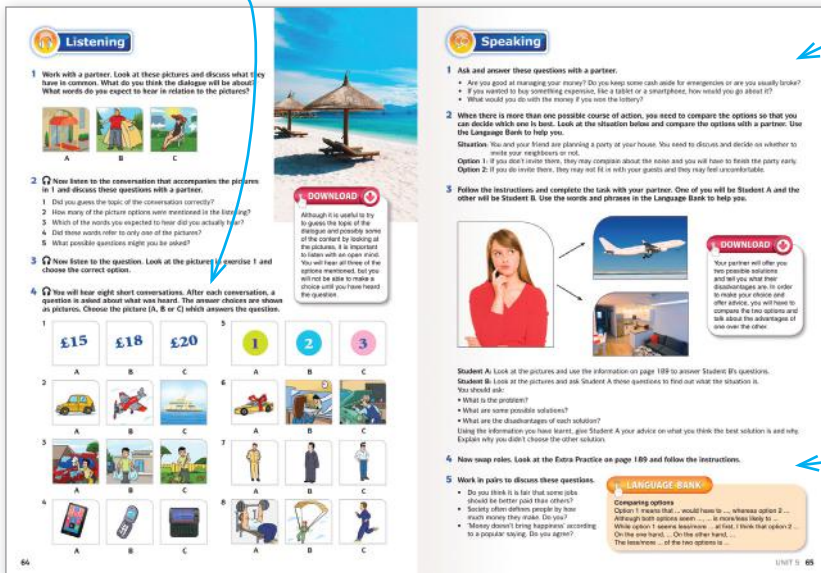 Listening
1 Work with a partner. Look at these pictures and discuss what they
have in common. What do you think the dialogue will be about?
What words do you expect to hear in relation to the pictures?
A B C
2 Now listen to the conversation that accompanies the pictures
in 1 and discuss these questions with a partner.
1 Did you guess the topic of the conversation correctly?
2 How many of the picture options were mentioned in the listening?
3 Which of the words you expected to hear did you actually hear?
4 Did these words refer to only one of the pictures?
5 What possible questions might you be asked?
3 Now listen to the question. Look at the pictures in exercise 1 and
choose the correct option.
4 You will hear eight short conversations. After each conversation, a
question is asked about what was heard. The answer choices are shown
as pictures. Choose the picture (A, B or C) which answers the question.
DOWNLOAD
Although it is useful to try
to guess the topic of the
dialogue and possibly some
of the content by looking at
the pictures, it is important
to listen with an open mind.
You will hear all three of the
options mentioned, but you
will not be able to make a
choice until you have heard
the question.
1 £15 £18 £20
A B C
2
A B C
3
A B C
4
A B C
5 1 2 3
A B C
6
A B C
7
A B C
8
A B C
64
Speaking
1 Ask and answer these questions with a partner.
• Are you good at managing your money? Do you keep some cash aside for emergencies or are you usually broke?
• If you wanted to buy something expensive, like a tablet or a smartphone, how would you go about it?
• What would you do with the money if you won the lottery?
2 When there is more than one possible course of action, you need to compare the options so that you
can decide which one is best. Look at the situation below and compare the options with a partner. Use
the Language Bank to help you.
Situation: You and your friend are planning a party at your house. You need to discuss and decide on whether to
invite your neighbours or not.
Option 1: If you don't invite them, they may complain about the noise and you will have to finish the party early.
Option 2: If you do invite them, they may not fit in with your guests and they may feel uncomfortable.
3 Follow the instructions and complete the task with your partner. One of you will be Student A and the
other will be Student B. Use the words and phrases in the Language Bank to help you.
DOWNLOAD
Your partner will offer you
two possible solutions
and tell you what their
disadvantages are. In order
to make your choice and
offer advice, you will have to
compare the two options and
talk about the advantages of
one over the other.
Student A: Look at the pictures and use the information on page 189 to answer Student B's questions.
Student B: Look at the pictures and ask Student A these questions to find out what the situation is.
You should ask:
• What is the problem?
• What are some possible solutions?
• What are the disadvantages of each solution?
Using the information you have learnt, give Student A your advice on what you think the best solution is and why.
Explain why you didn't choose the other solution.
4 Now swap roles. Look at the Extra Practice on page 189 and follow the instructions.
5 Work in pairs to discuss these questions.
• Do you think it is fair that some jobs
should be better paid than others?
• Society often defines people by how
much money they make. Do you?
• 'Money doesn't bring happiness' according
to a popular saying. Do you agree?
LANGUAGE BANK
Comparing options
Option 1 means that ... would have to ..., whereas option 2 ...
Although both options seem ..., ... is more/less likely to ...
While option 1 seems less/more ... at first, I think that option 2 ...
On the one hand, ... On the other hand, ...
The less/more ... of the two options is ...
UNIT 5 65